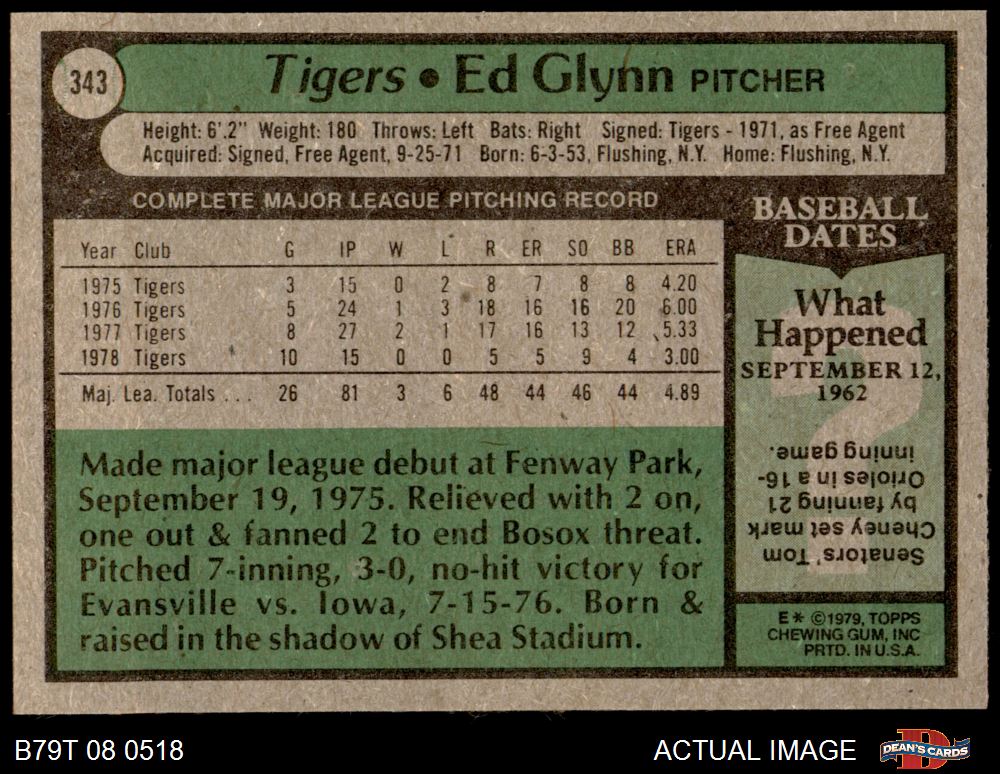 343
Tigers • Ed Glynn PITCHER
Height: 6'.2" Weight: 180 Throws: Left Bats: Right Signed: Tigers - 1971, as Free Agent
Acquired: Signed, Free Agent, 9-25-71 Born: 6-3-53, Flushing, N.Y. Home: Flushing, N.Y.
COMPLETE MAJOR LEAGUE PITCHING RECORD
Year Club G IP W L R ER SO BB ERA
1975 Tigers 3 15 0 2 8 7 8 8 4.20
1976 Tigers 5 24 1 3 18 16 16 20 6.00
1977 Tigers 8 27 2 1 17 16 13 12 5.33
1978 Tigers 10 15 0 0 5 5 9 4 3.00
Maj. Lea. Totals . . . 26 81 3 6 48 44 46 44 4.89
Made major league debut at Fenway Park,
September 19, 1975. Relieved with 2 on,
one out & fanned 2 to end Bosox threat.
Pitched 7-inning, 3-0, no-hit victory for
Evansville vs. Iowa, 7-15-76. Born &
raised in the shadow of Shea Stadium.
BASEBALL
DATES
What
Happened
SEPTEMBER 12,
1962
?
Senators' Tom
Cheney set mark
by fanning 21
Orioles in a 16-
inning game.
E * ©1979, TOPPS
CHEWING GUM, INC
PRTD. IN U.S.A.
B79T 08 0518
ACTUAL IMAGE
D
DEAN'S CARDS